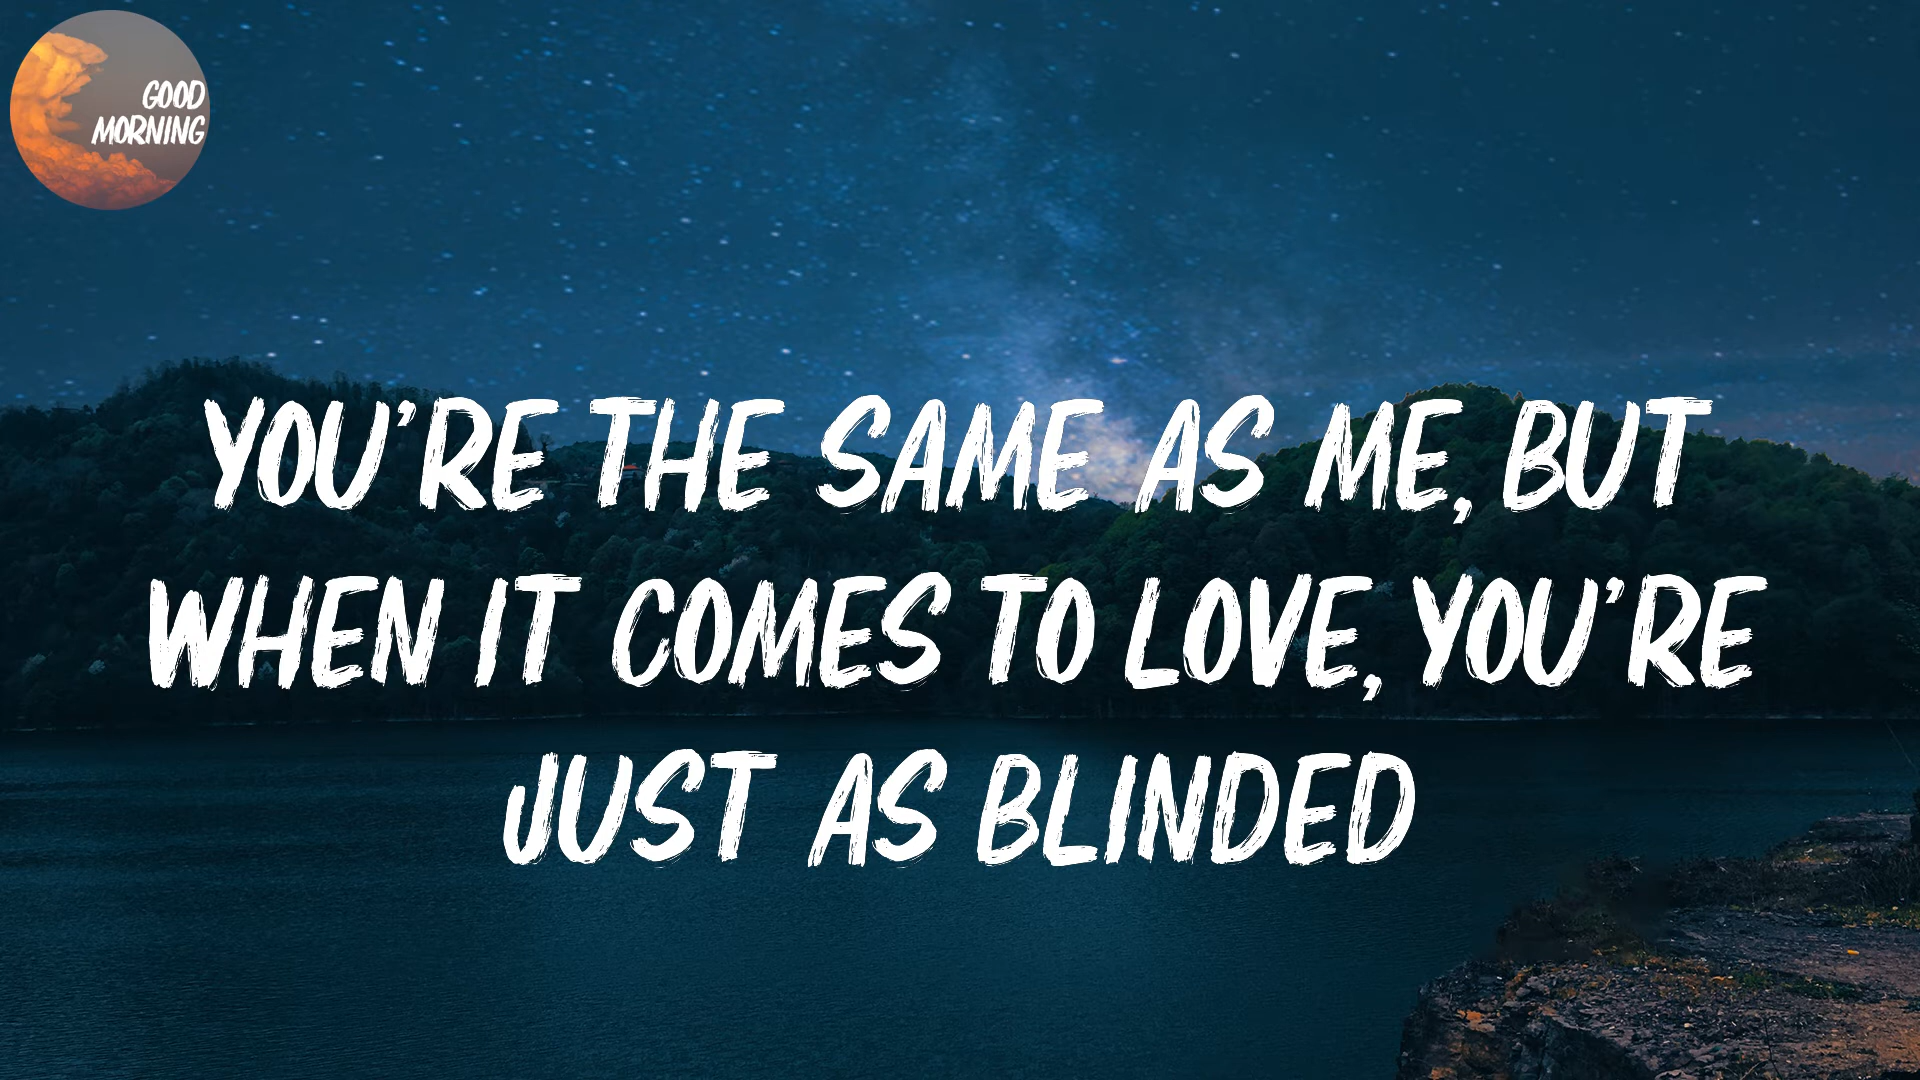 GOOD
MORNING
YOU'RE THE SAME AS ME, BUT
WHEN IT COMES TO LOVE, YOU'RE
JUST AS BLINDED